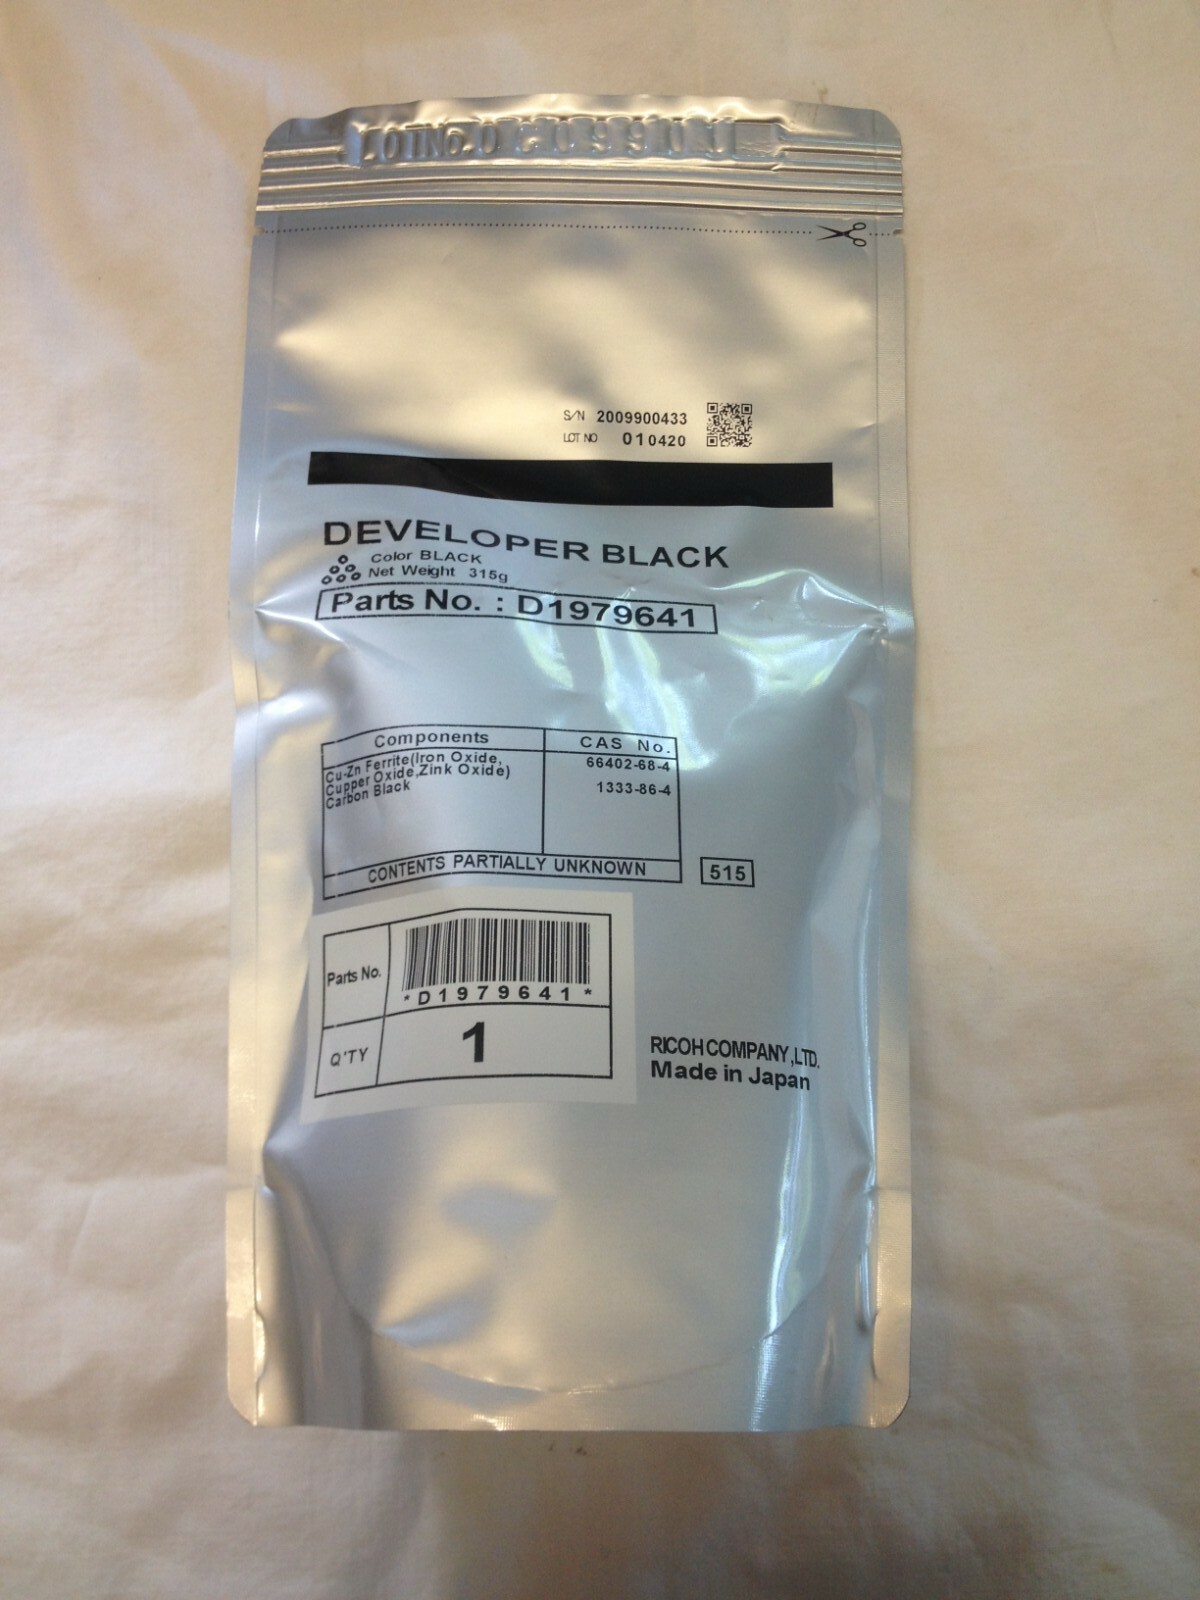 S/N 2009900433
LOT NO 010420
DEVELOPER BLACK
Color BLACK
Net Weight 315g
Parts No. : D1979641
Components CAS No.
Cu-Zn Ferrite(Iron Oxide, 66402-68-4
Cupper Oxide,Zink Oxide)
Carbon Black 1333-86-4
CONTENTS PARTIALLY UNKNOWN
515
Parts No.
*D1979641*
Q'TY 1
RICOH COMPANY,LTD.
Made in Japan